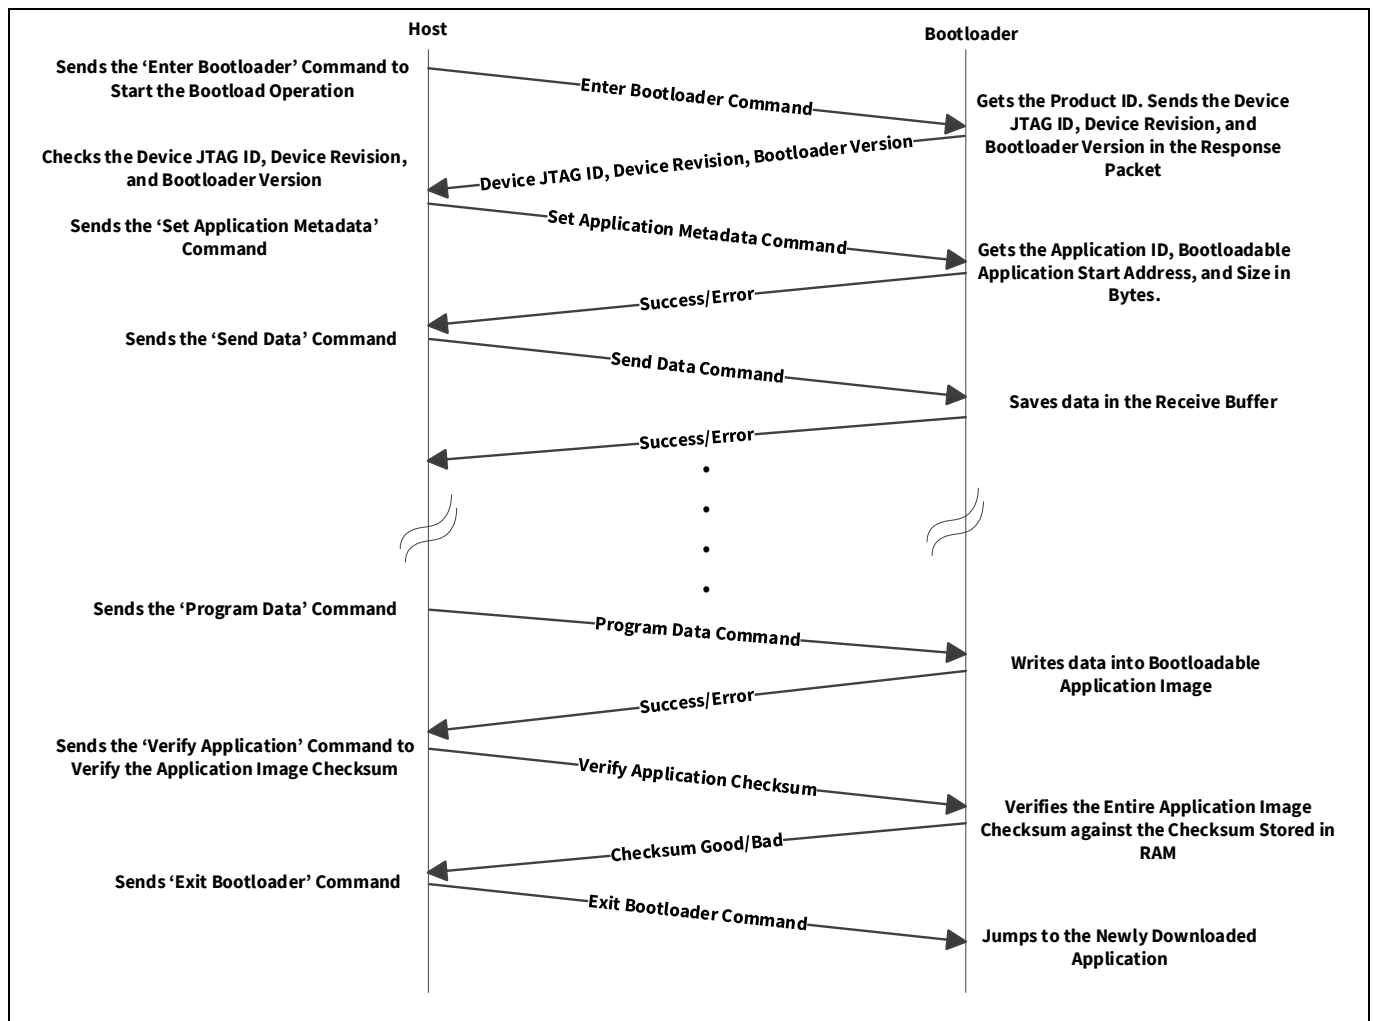 Host
Bootloader
Sends the ‘Enter Bootloader’ Command to
Start the Bootload Operation
Enter Bootloader Command
Gets the Product ID. Sends the Device
JTAG ID, Device Revision, and
Bootloader Version in the Response
Packet
Device JTAG ID, Device Revision, Bootloader Version
Checks the Device JTAG ID, Device Revision,
and Bootloader Version
Sends the ‘Set Application Metadata’
Command
Set Application Metadata Command
Gets the Application ID, Bootloadable
Application Start Address, and Size in
Bytes.
Success/Error
Sends the ‘Send Data’ Command
Send Data Command
Saves data in the Receive Buffer
Success/Error
Sends the ‘Program Data’ Command
Program Data Command
Writes data into Bootloadable
Application Image
Success/Error
Sends the ‘Verify Application’ Command to
Verify the Application Image Checksum
Verify Application Checksum
Verifies the Entire Application Image
Checksum against the Checksum Stored in
RAM
Checksum Good/Bad
Sends ‘Exit Bootloader’ Command
Exit Bootloader Command
Jumps to the Newly Downloaded
Application